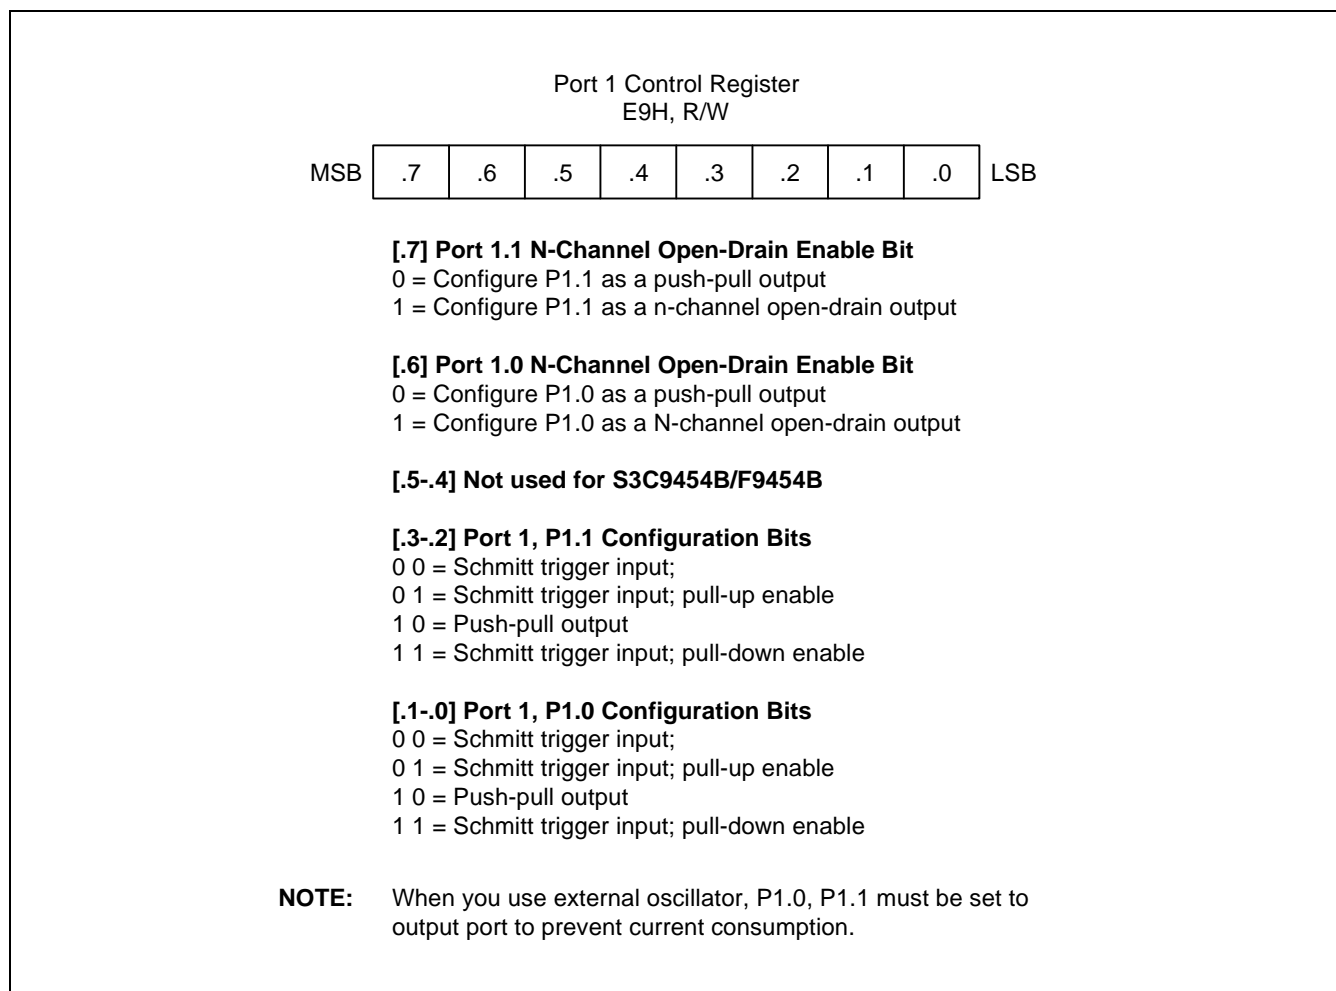 Port 1 Control Register
E9H, R/W
MSB .7 .6 .5 .4 .3 .2 .1 .0 LSB
[.7] Port 1.1 N-Channel Open-Drain Enable Bit
0 = Configure P1.1 as a push-pull output
1 = Configure P1.1 as a n-channel open-drain output
[.6] Port 1.0 N-Channel Open-Drain Enable Bit
0 = Configure P1.0 as a push-pull output
1 = Configure P1.0 as a N-channel open-drain output
[.5-.4] Not used for S3C9454B/F9454B
[.3-.2] Port 1, P1.1 Configuration Bits
0 0 = Schmitt trigger input;
0 1 = Schmitt trigger input; pull-up enable
1 0 = Push-pull output
1 1 = Schmitt trigger input; pull-down enable
[.1-.0] Port 1, P1.0 Configuration Bits
0 0 = Schmitt trigger input;
0 1 = Schmitt trigger input; pull-up enable
1 0 = Push-pull output
1 1 = Schmitt trigger input; pull-down enable
NOTE: When you use external oscillator, P1.0, P1.1 must be set to
output port to prevent current consumption.